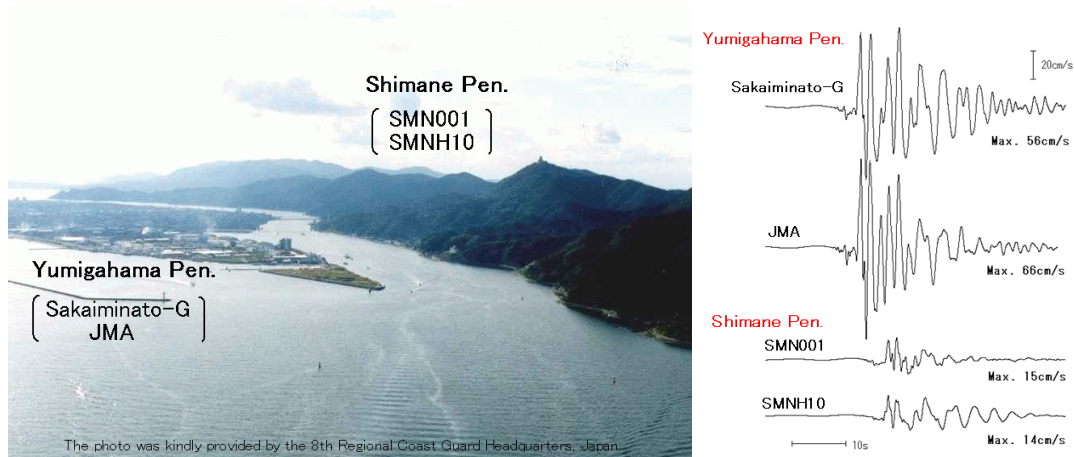 Shimane Pen.
SMN001
SMNH10
Yumigahama Pen.
Sakaiminato-G
JMA
The photo was kindly provided by the 8th Regional Coast Guard Headquarters, Japan
Yumigahama Pen.
20cm/s
Sakaiminato-G
Max. 56cm/s
JMA
Max. 66cm/s
Shimane Pen.
SMN001
Max. 15cm/s
SMNH10
Max. 14cm/s
10s